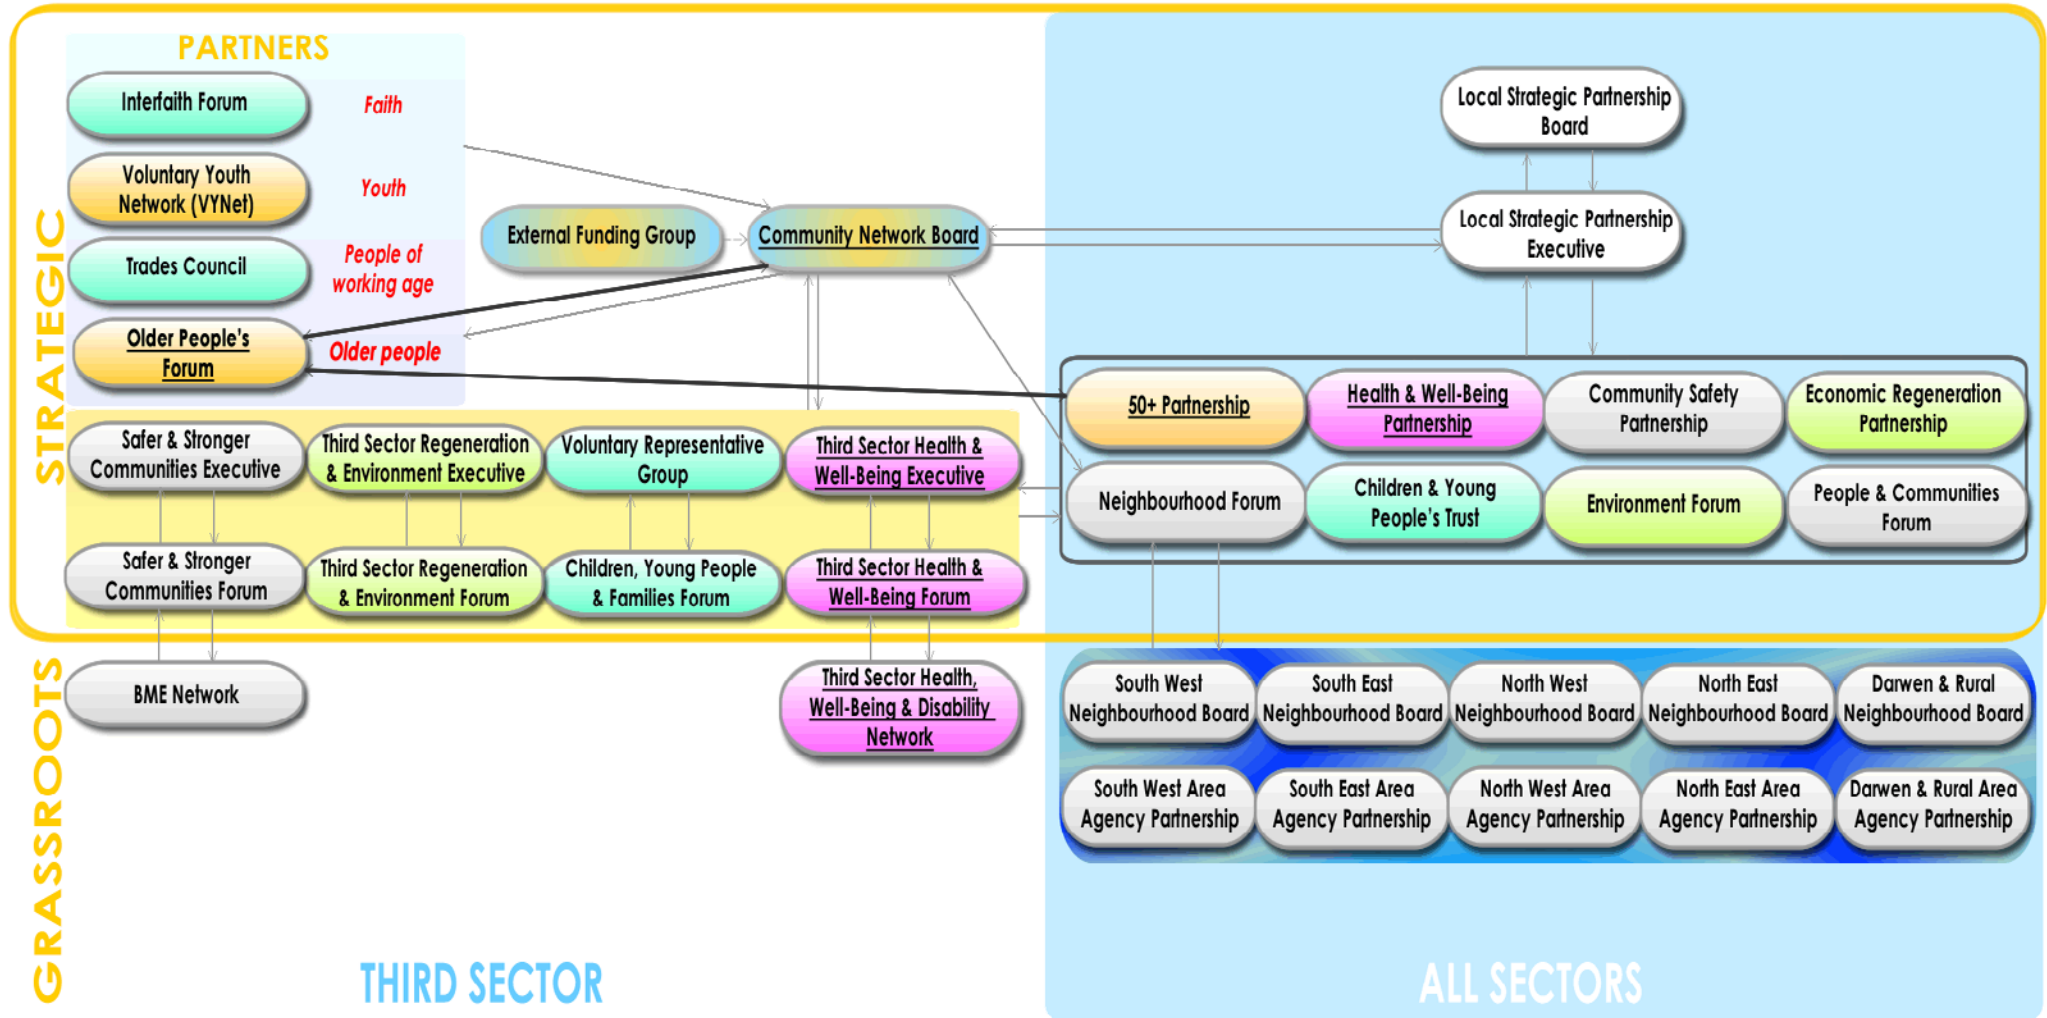 PARTNERS
Interfaith Forum
Faith
Voluntary Youth
Network (VYNet)
Youth
Trades Council
People of
working age
Older People's
Forum
Older people
External Funding Group
Community Network Board
Local Strategic Partnership
Board
Local Strategic Partnership
Executive
STRATEGIC
Safer & Stronger
Communities Executive
Third Sector Regeneration
& Environment Executive
Voluntary Representative
Group
Third Sector Health &
Well-Being Executive
Safer & Stronger
Communities Forum
Third Sector Regeneration
& Environment Forum
Children, Young People
& Families Forum
Third Sector Health &
Well-Being Forum
50+ Partnership
Health & Well-Being
Partnership
Community Safety
Partnership
Economic Regeneration
Partnership
Neighbourhood Forum
Children & Young
People's Trust
Environment Forum
People & Communities
Forum
GRASSROOTS
BME Network
Third Sector Health,
Well-Being & Disability
Network
South West
Neighbourhood Board
South East
Neighbourhood Board
North West
Neighbourhood Board
North East
Neighbourhood Board
Darwen & Rural
Neighbourhood Board
South West Area
Agency Partnership
South East Area
Agency Partnership
North West Area
Agency Partnership
North East Area
Agency Partnership
Darwen & Rural Area
Agency Partnership
THIRD SECTOR
ALL SECTORS